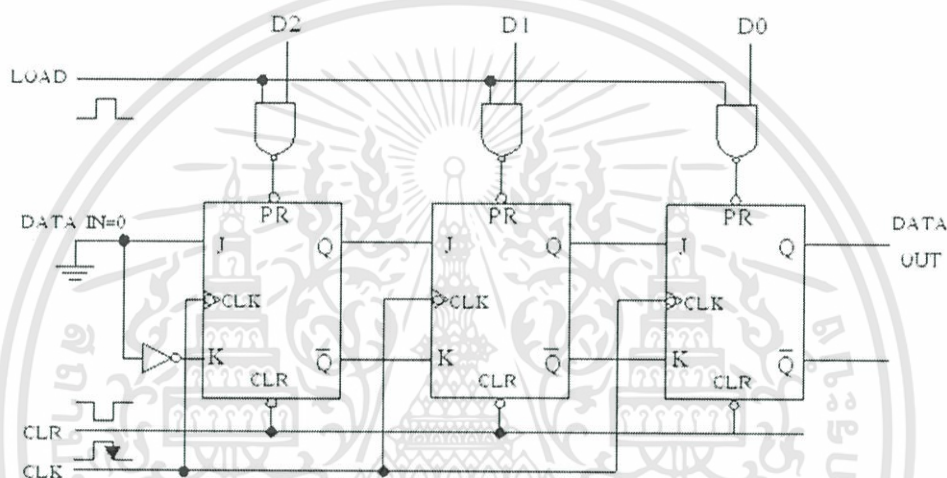 D2 D1 D0
LOAD
PR PR PR
DATA IN=0 J Q J Q J Q DATA
OUT
CLK CLK CLK
K Q̅ K Q̅ K Q̅
CLR CLR CLR
CLR
CLK